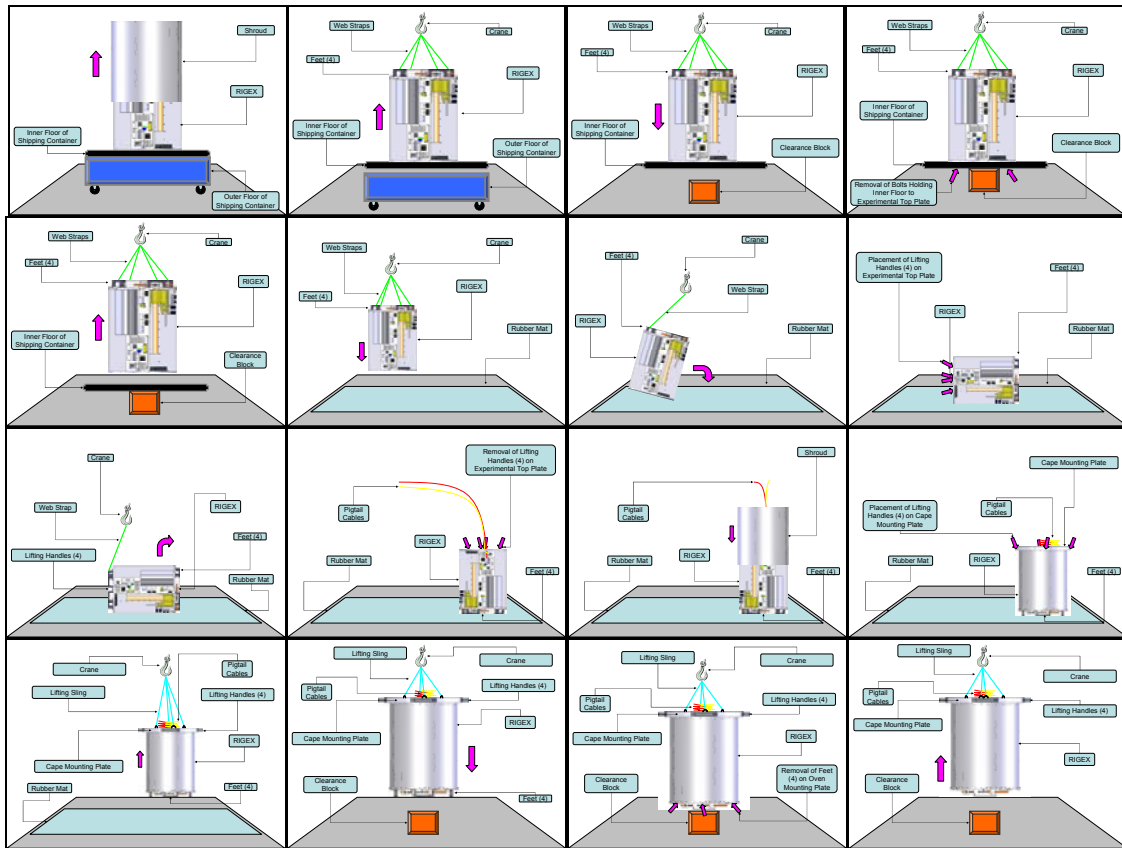 Shroud
RIGEX
Inner Floor of
Shipping Container
Outer Floor of
Shipping Container
Web Straps
Crane
Feet (4)
RIGEX
Inner Floor of
Shipping Container
Outer Floor of
Shipping Container
Web Straps
Crane
Feet (4)
RIGEX
Inner Floor of
Shipping Container
Clearance Block
Web Straps
Crane
Feet (4)
RIGEX
Inner Floor of
Shipping Container
Clearance Block
Removal of Bolts Holding
Inner Floor to
Experimental Top Plate
Web Straps
Crane
Feet (4)
RIGEX
Inner Floor of
Shipping Container
Clearance
Block
Web Straps
Crane
Feet (4)
RIGEX
Rubber Mat
Crane
Feet (4)
Web Strap
RIGEX
Rubber Mat
Placement of Lifting
Handles (4) on
Experimental Top Plate
Feet (4)
RIGEX
Rubber Mat
Crane
RIGEX
Web Strap
Feet (4)
Lifting Handles (4)
Rubber Mat
Removal of Lifting
Handles (4) on
Experimental Top Plate
Pigtail
Cables
RIGEX
Rubber Mat
Feet (4)
Shroud
Pigtail
Cables
RIGEX
Rubber Mat
Feet (4)
Cape Mounting Plate
Pigtail
Cables
Placement of Lifting
Handles (4) on Cape
Mounting Plate
Rubber Mat
RIGEX
Feet (4)
Crane
Pigtail
Cables
Lifting Sling
Lifting Handles (4)
RIGEX
Cape Mounting Plate
Rubber Mat
Feet (4)
Lifting Sling
Crane
Pigtail
Cables
Lifting Handles (4)
RIGEX
Cape Mounting Plate
Clearance
Block
Feet (4)
Lifting Sling
Crane
Pigtail
Cables
Lifting Handles (4)
Cape Mounting Plate
RIGEX
Clearance
Block
Removal of Feet
(4) on Oven
Mounting Plate
Lifting Sling
Crane
Pigtail
Cables
Lifting Handles (4)
Cape Mounting Plate
RIGEX
Clearance
Block